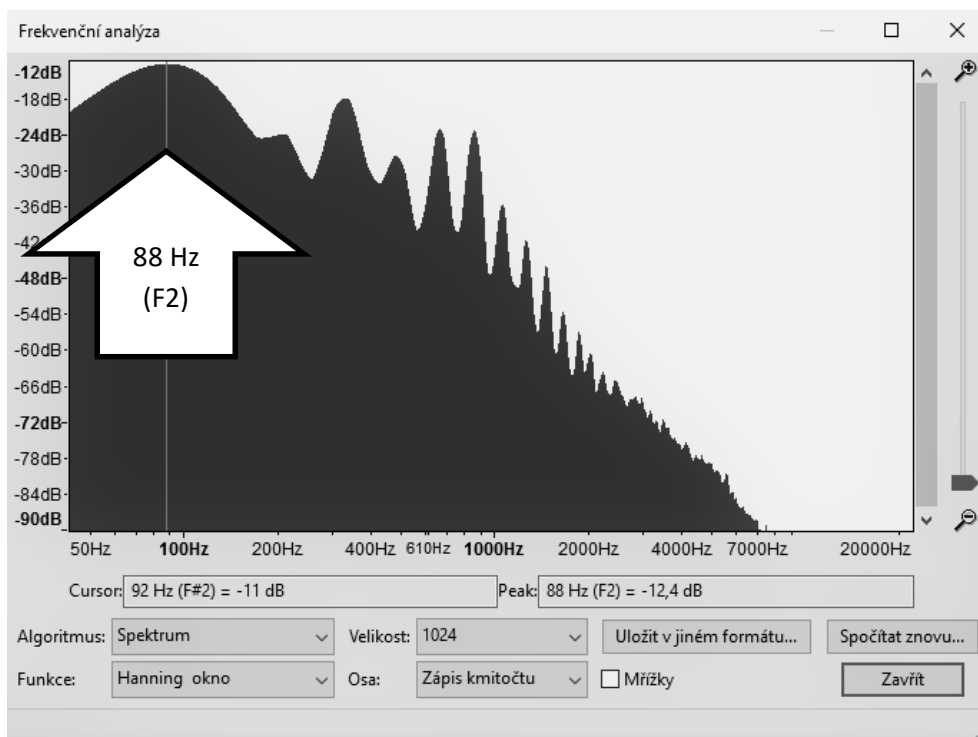 Frekvenční analýza
-12dB
-18dB
-24dB
-30dB
-36dB
-48dB
-54dB
-60dB
-66dB
-72dB
-78dB
-84dB
-90dB
88 Hz
(F2)
50Hz 100Hz 200Hz 400Hz 610Hz 1000Hz 2000Hz 4000Hz 7000Hz 20000Hz
Cursor: 92 Hz (F#2) = -11 dB Peak: 88 Hz (F2) = -12,4 dB
Algoritmus: Spektrum Velikost: 1024 Uložit v jiném formátu... Spočítat znovu...
Funkce: Hanning okno Osa: Zápis kmitočtu Mřížky Zavřít